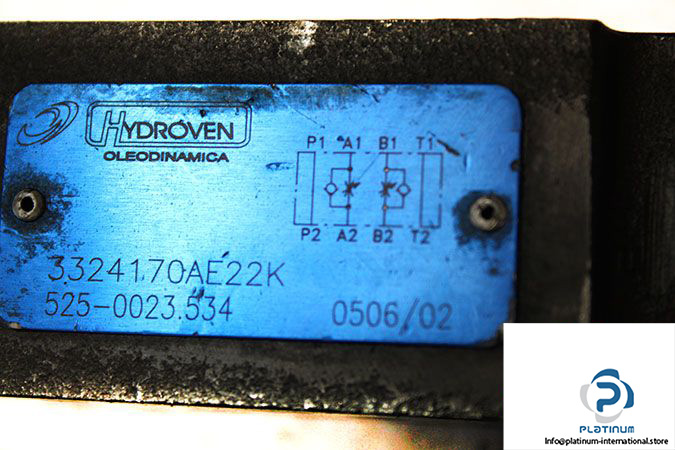 HYDROVEN
OLEODINAMICA
P1 A1 B1 T1
P2 A2 B2 T2
3324170AE22K
525-0023.534 0506/02
PLATINUM
Info@platinum-international.store